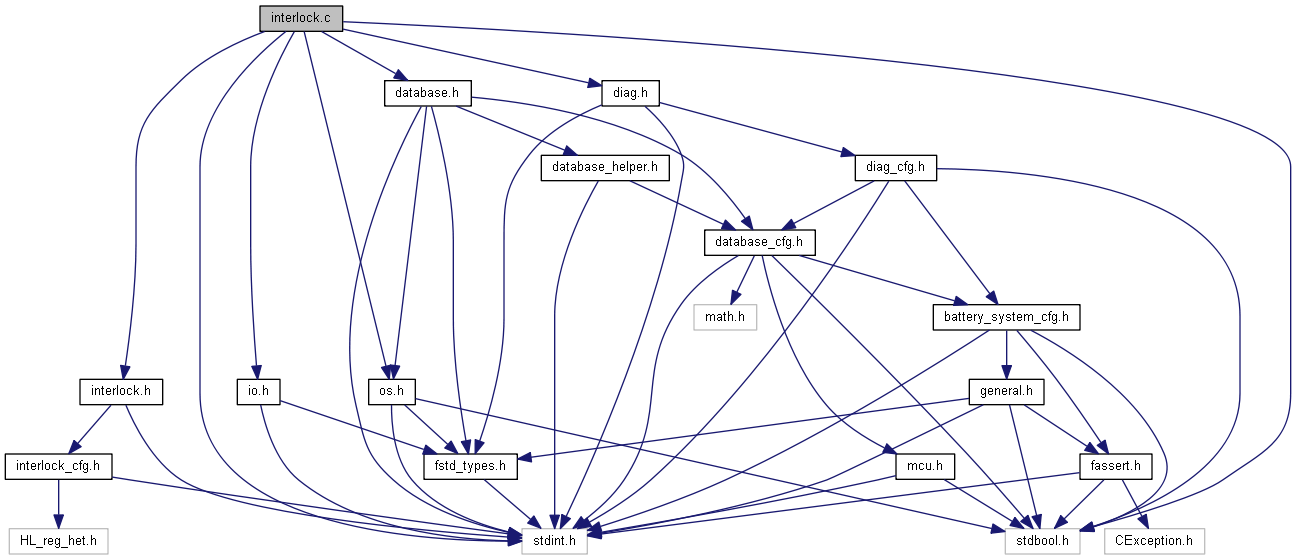 interlock.c
database.h
diag.h
database_helper.h
diag_cfg.h
database_cfg.h
math.h
battery_system_cfg.h
interlock.h
io.h
os.h
general.h
interlock_cfg.h
fstd_types.h
mcu.h
fassert.h
HL_reg_het.h
stdint.h
stdbool.h
CException.h